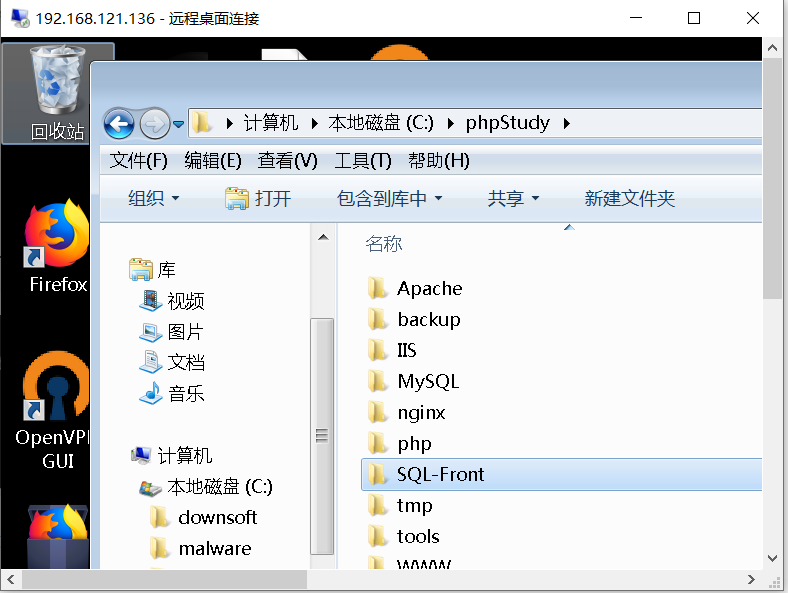 192.168.121.136 - 远程桌面连接
回收站
计算机 本地磁盘 (C:) phpStudy
文件(F) 编辑(E) 查看(V) 工具(T) 帮助(H)
组织 打开 包含到库中 共享 新建文件夹
名称
库
视频
图片
文档
音乐
计算机
本地磁盘 (C:)
downsoft
malware
Apache
backup
IIS
MySQL
nginx
php
SQL-Front
tmp
tools
WWW
Firefox
OpenVP
GUI